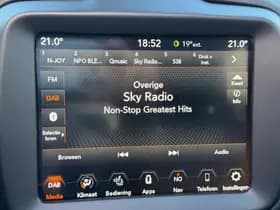 21.0° 18:52 19°ext. 21.0°
1 2 3 4 5 6
N-JOY NPO BLE... Qmusic Sky Radio... 538
FM
DAB
Overige
Sky Radio
Non-Stop Greatest Hits
Info
Selectie
bron
Browsen Audio
DAB NO
Media Klimaat Bediening Apps Nav Telefoon Instellingen